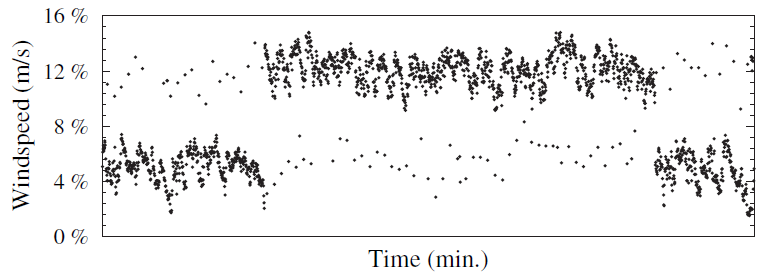 16 %
12 %
8 %
4 %
0 %
Windspeed (m/s)
Time (min.)